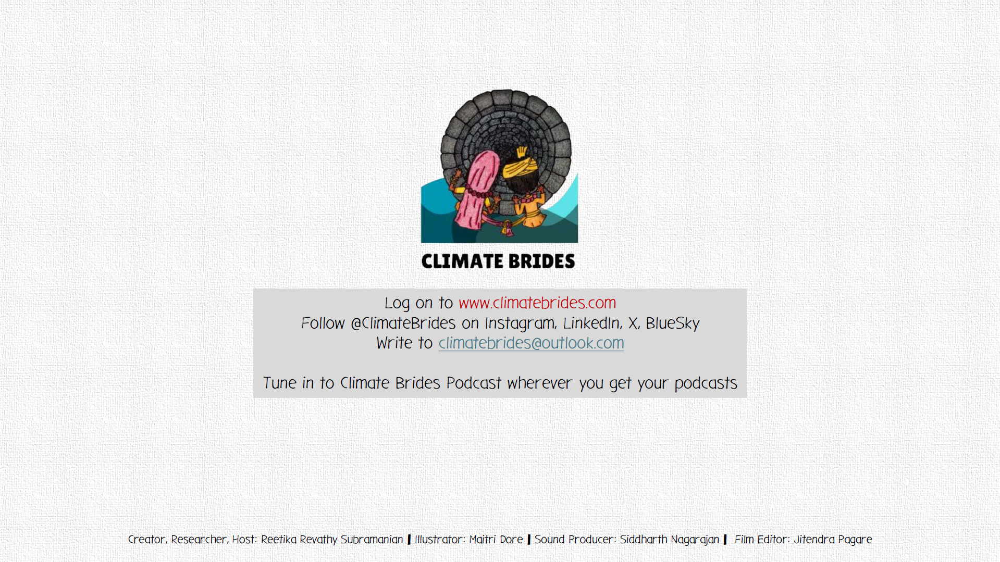 CLIMATE BRIDES
Log on to www.climatebrides.com
Follow @ClimateBrides on Instagram, LinkedIn, X, BlueSky
Write to climatebrides@outlook.com
Tune in to Climate Brides Podcast wherever you get your podcasts
Creator, Researcher, Host: Reetika Revathy Subramanian | Illustrator: Maitri Dore | Sound Producer: Siddharth Nagarajan | Film Editor: Jitendra Pagare